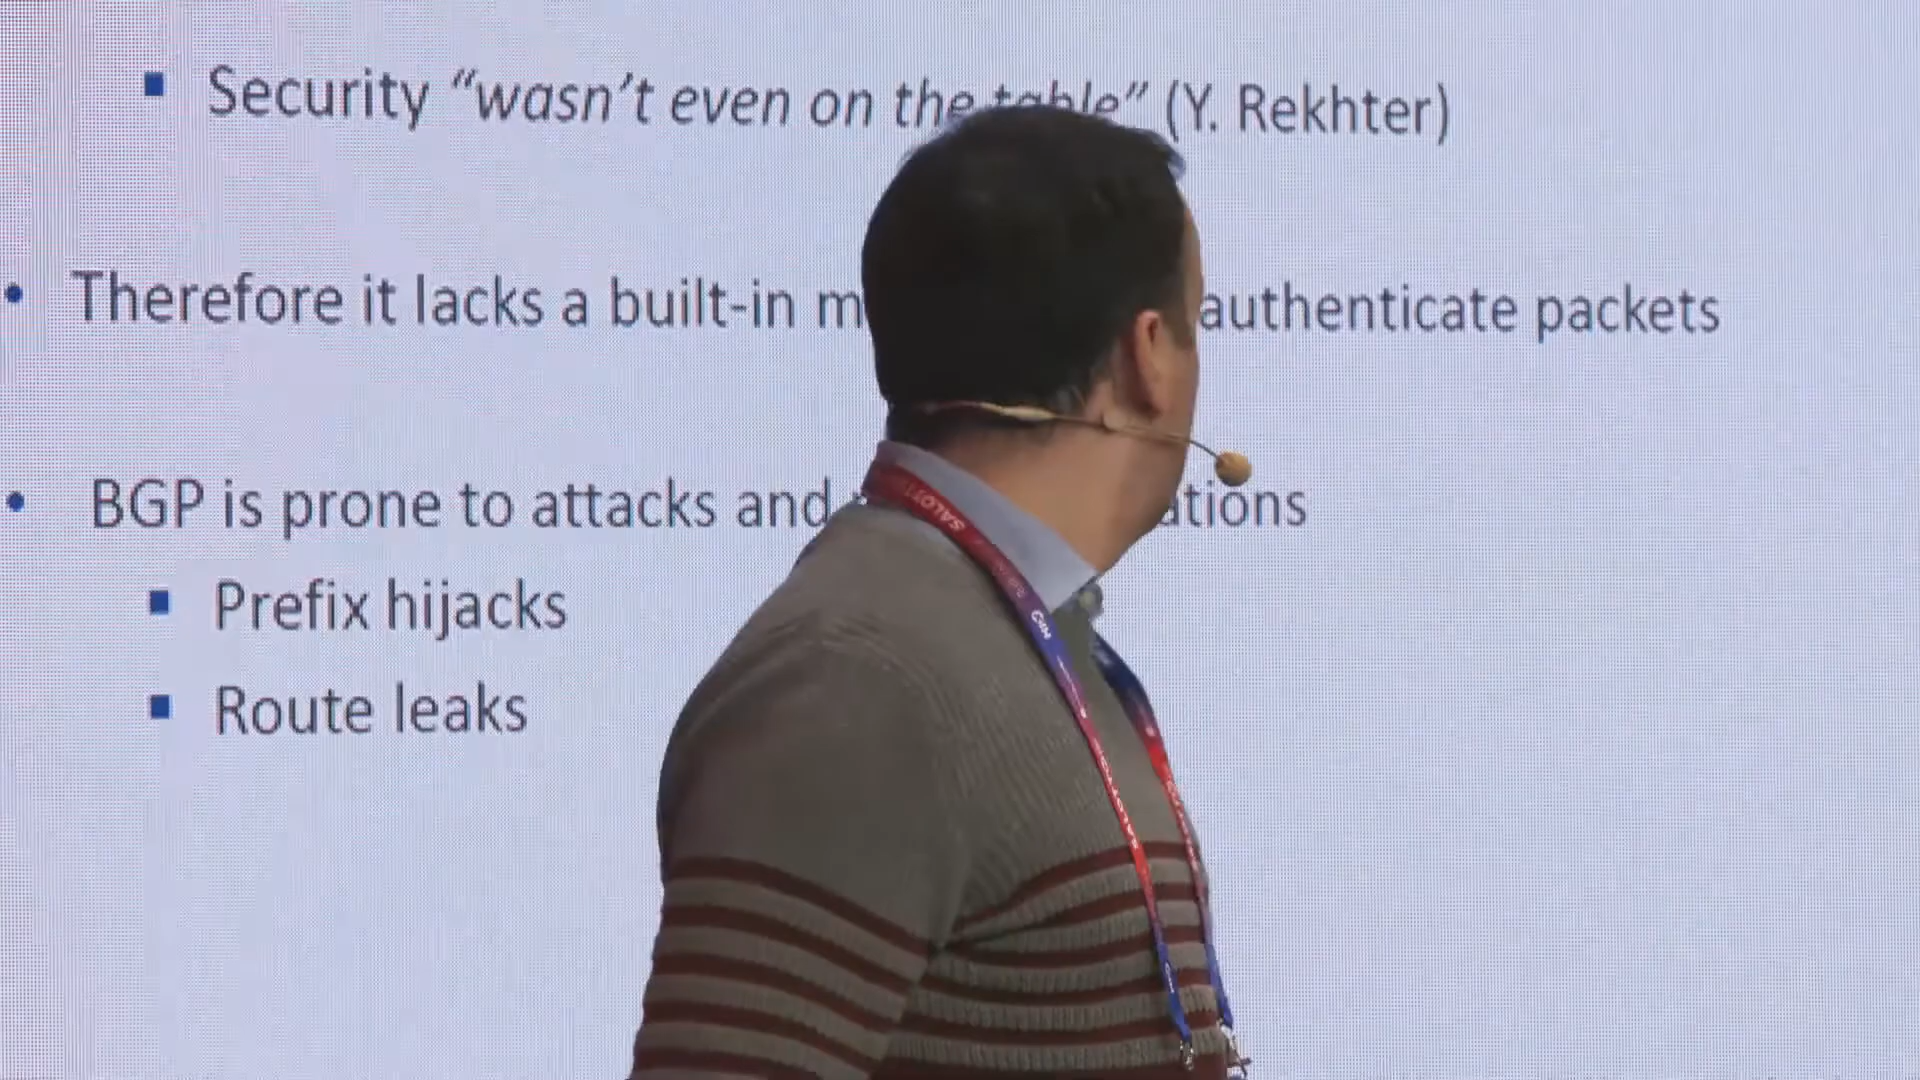 Security “wasn’t even on the table” (Y. Rekhter)
Therefore it lacks a built-in authenticate packets
BGP is prone to attacks and
Prefix hijacks
Route leaks